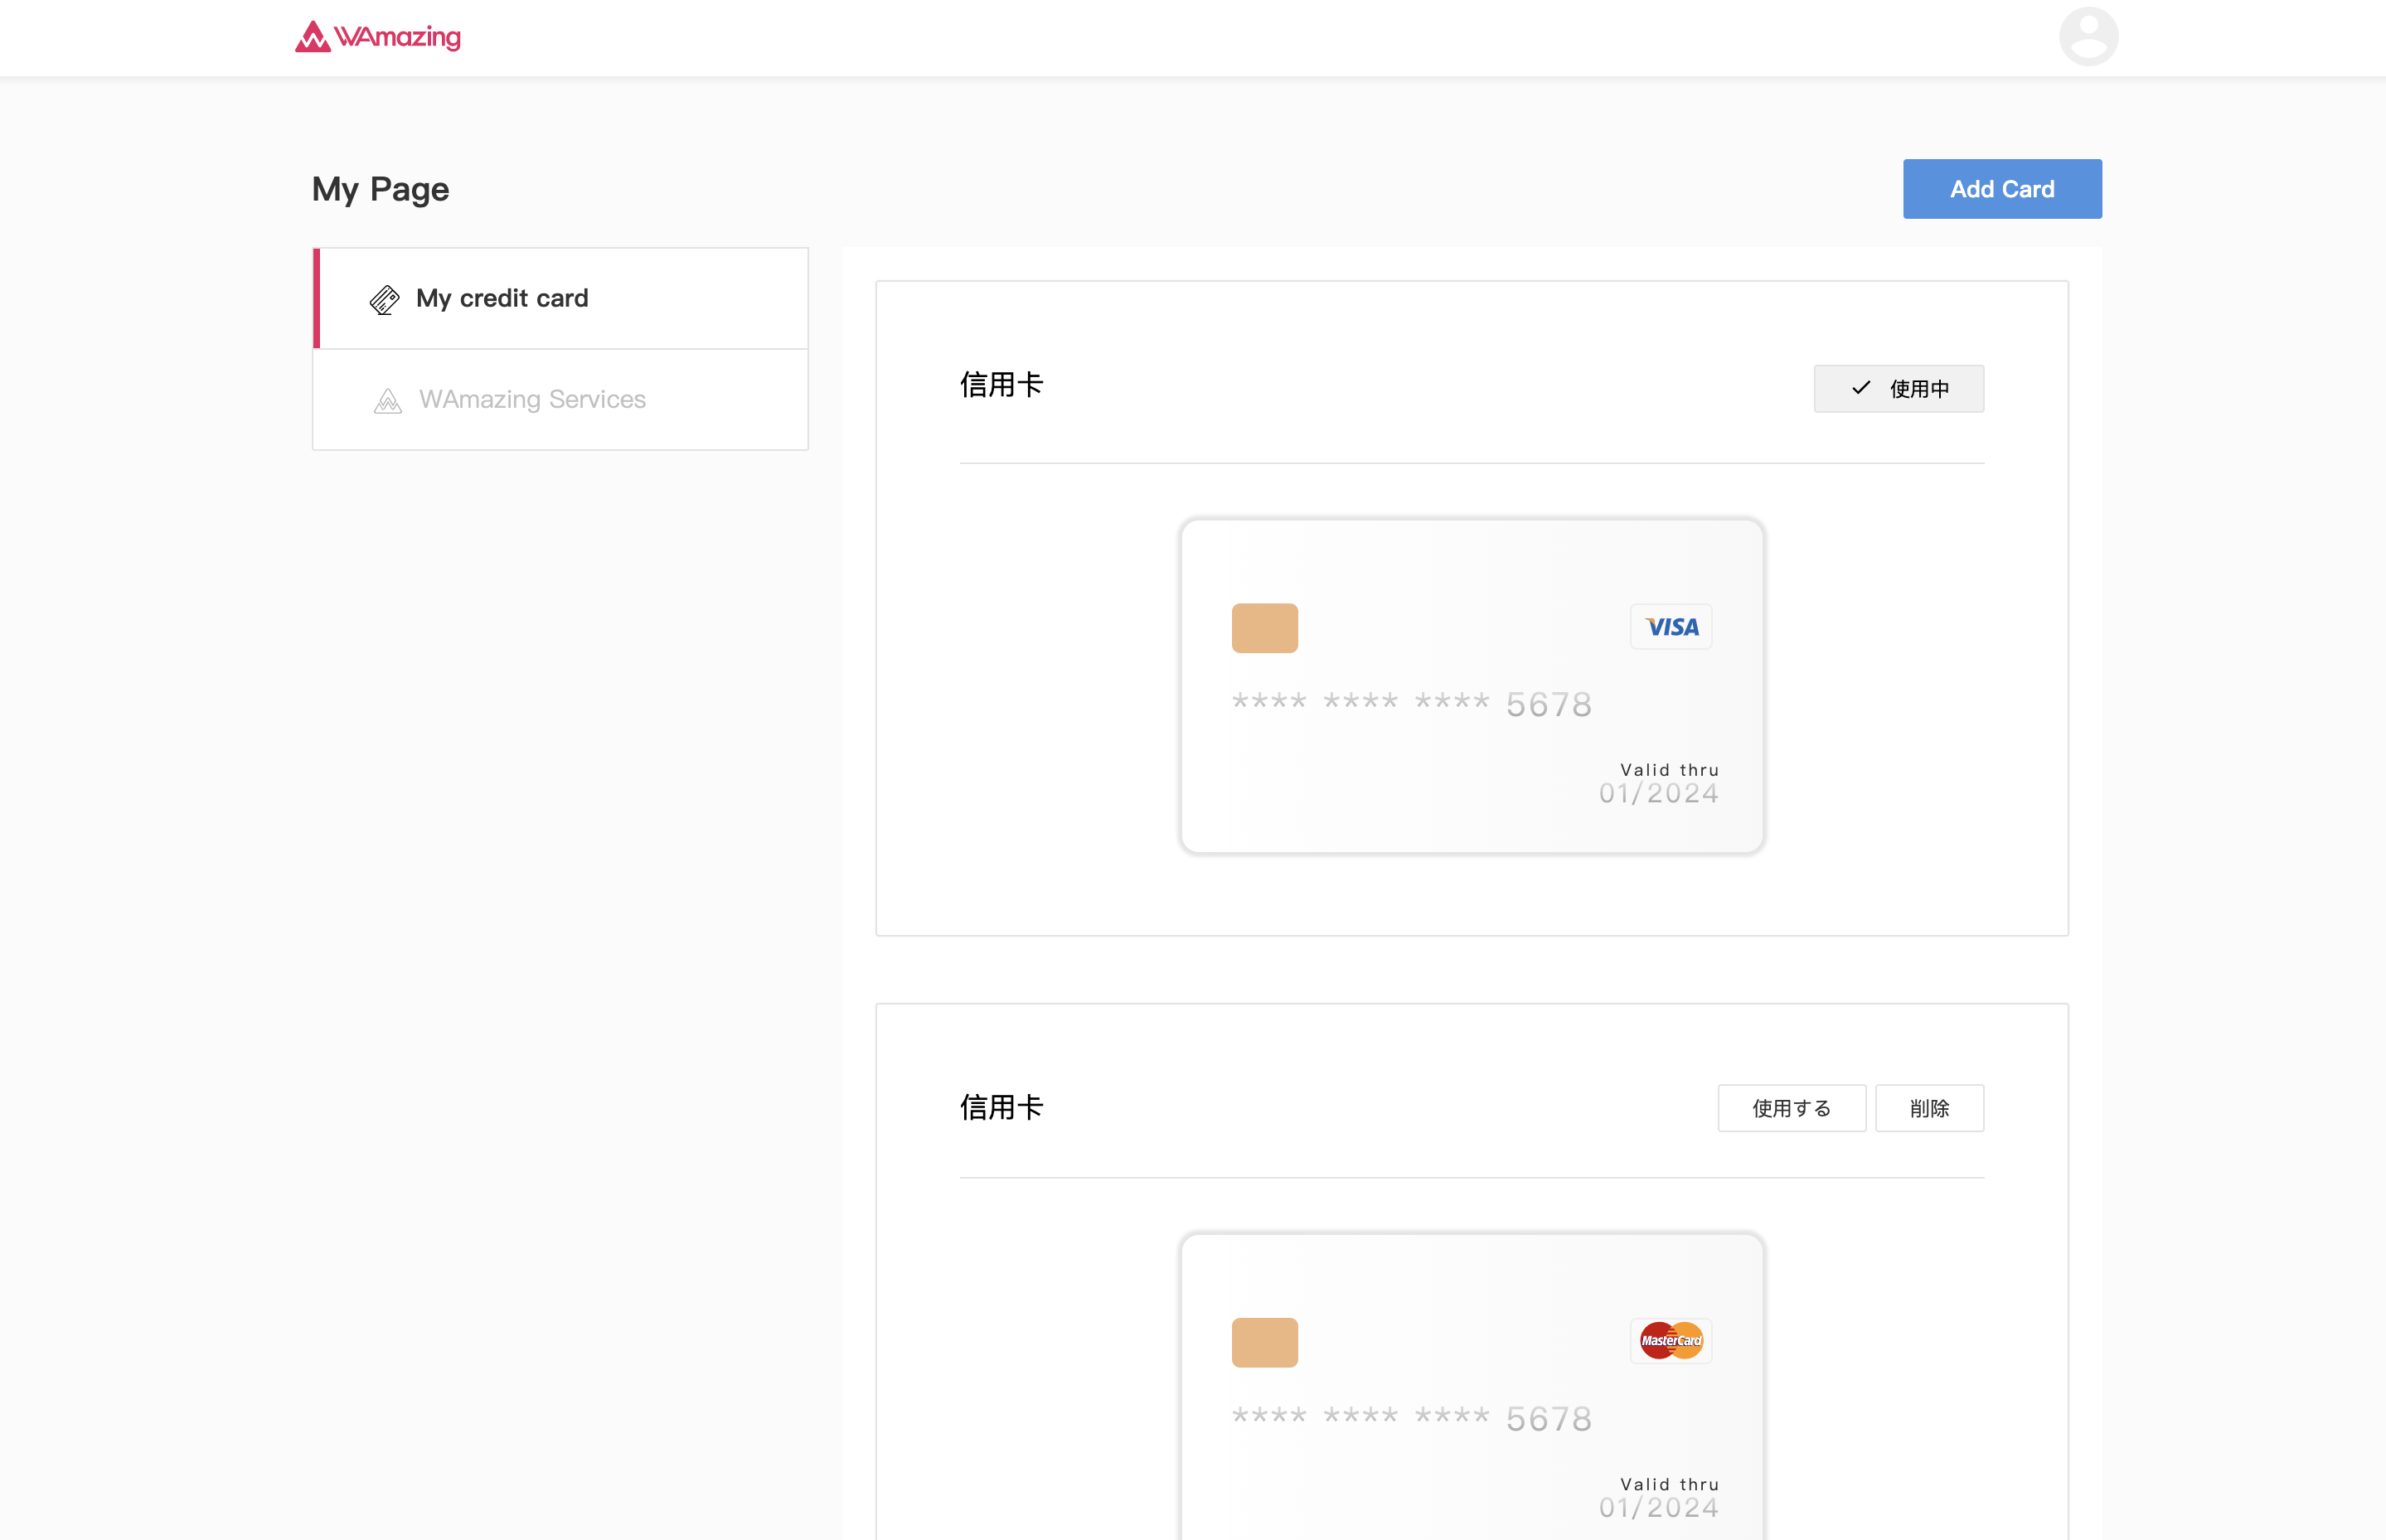 WAmazing
My Page
Add Card
My credit card
WAmazing Services
信用卡
使用中
VISA
**** **** **** 5678
Valid thru
01/2024
信用卡
使用する
削除
MasterCard
**** **** **** 5678
Valid thru
01/2024